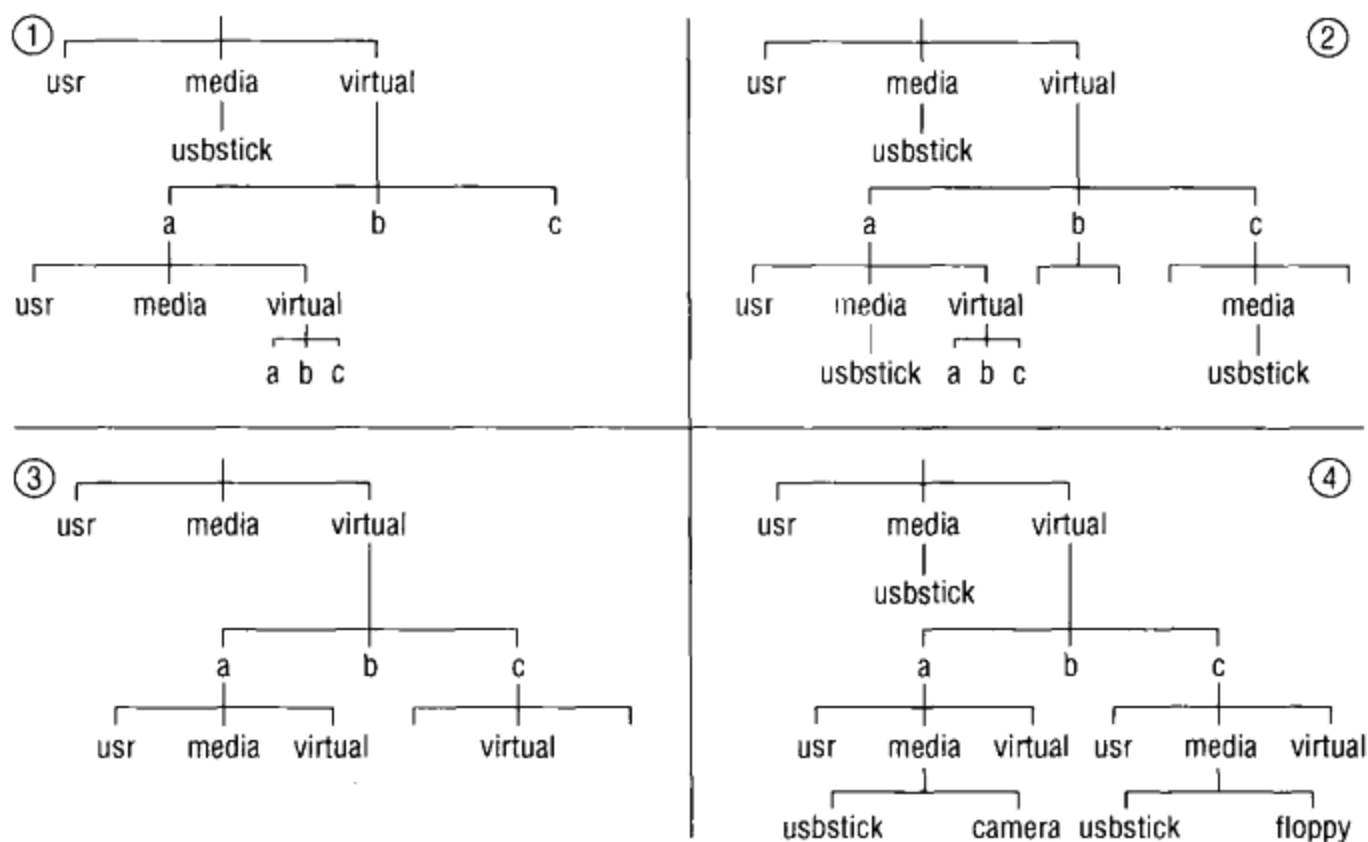 ①
usr media virtual
usbstick
a b c
usr media virtual
a b c
②
usr media virtual
usbstick
a b c
usr media virtual media
usbstick a b c usbstick
③
usr media virtual
a b c
usr media virtual virtual
④
usr media virtual
usbstick
a b c
usr media virtual usr media virtual
usbstick camera usbstick floppy